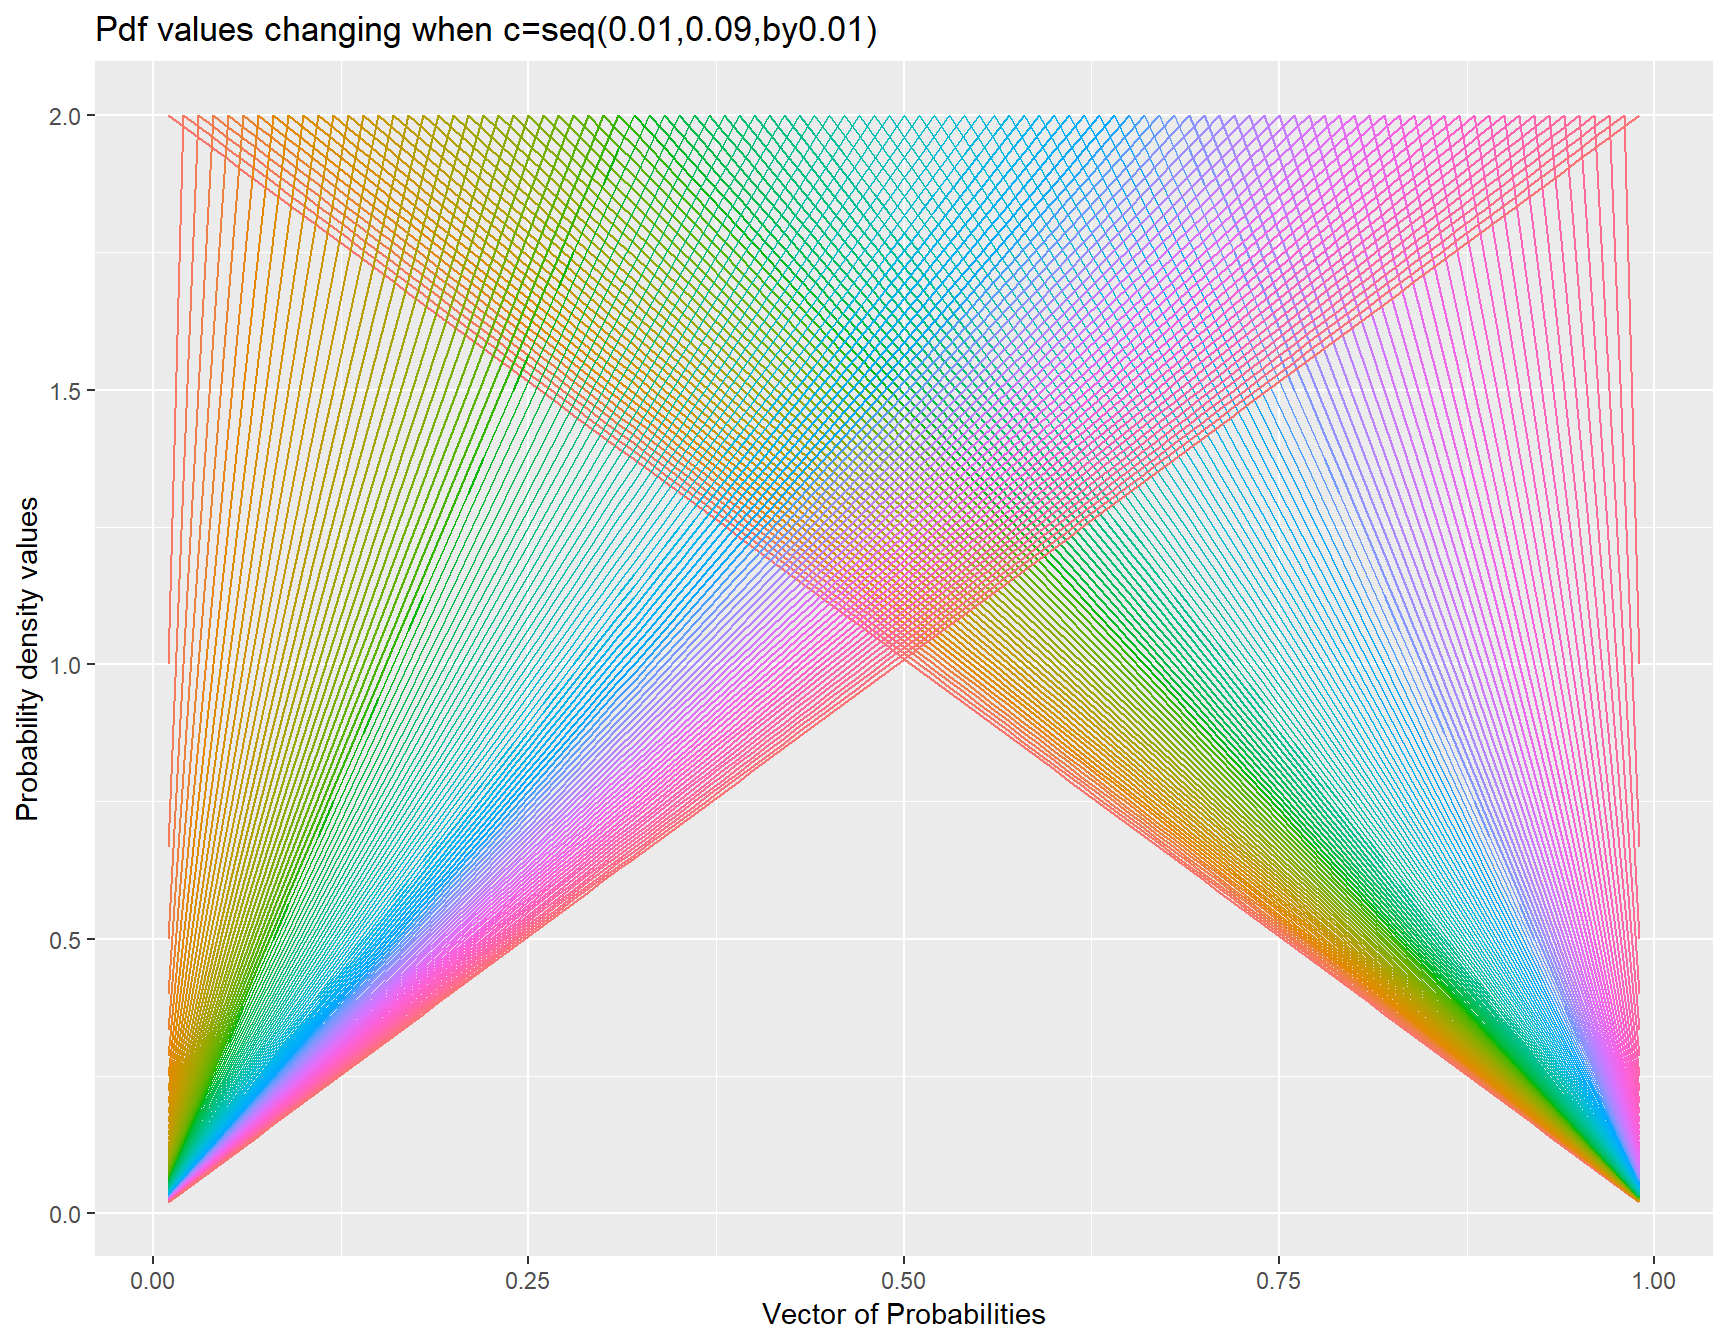 Pdf values changing when c=seq(0.01,0.09,by0.01)
2.0
1.5
1.0
0.5
0.0
Probability density values
0.00 0.25 0.50 0.75 1.00
Vector of Probabilities